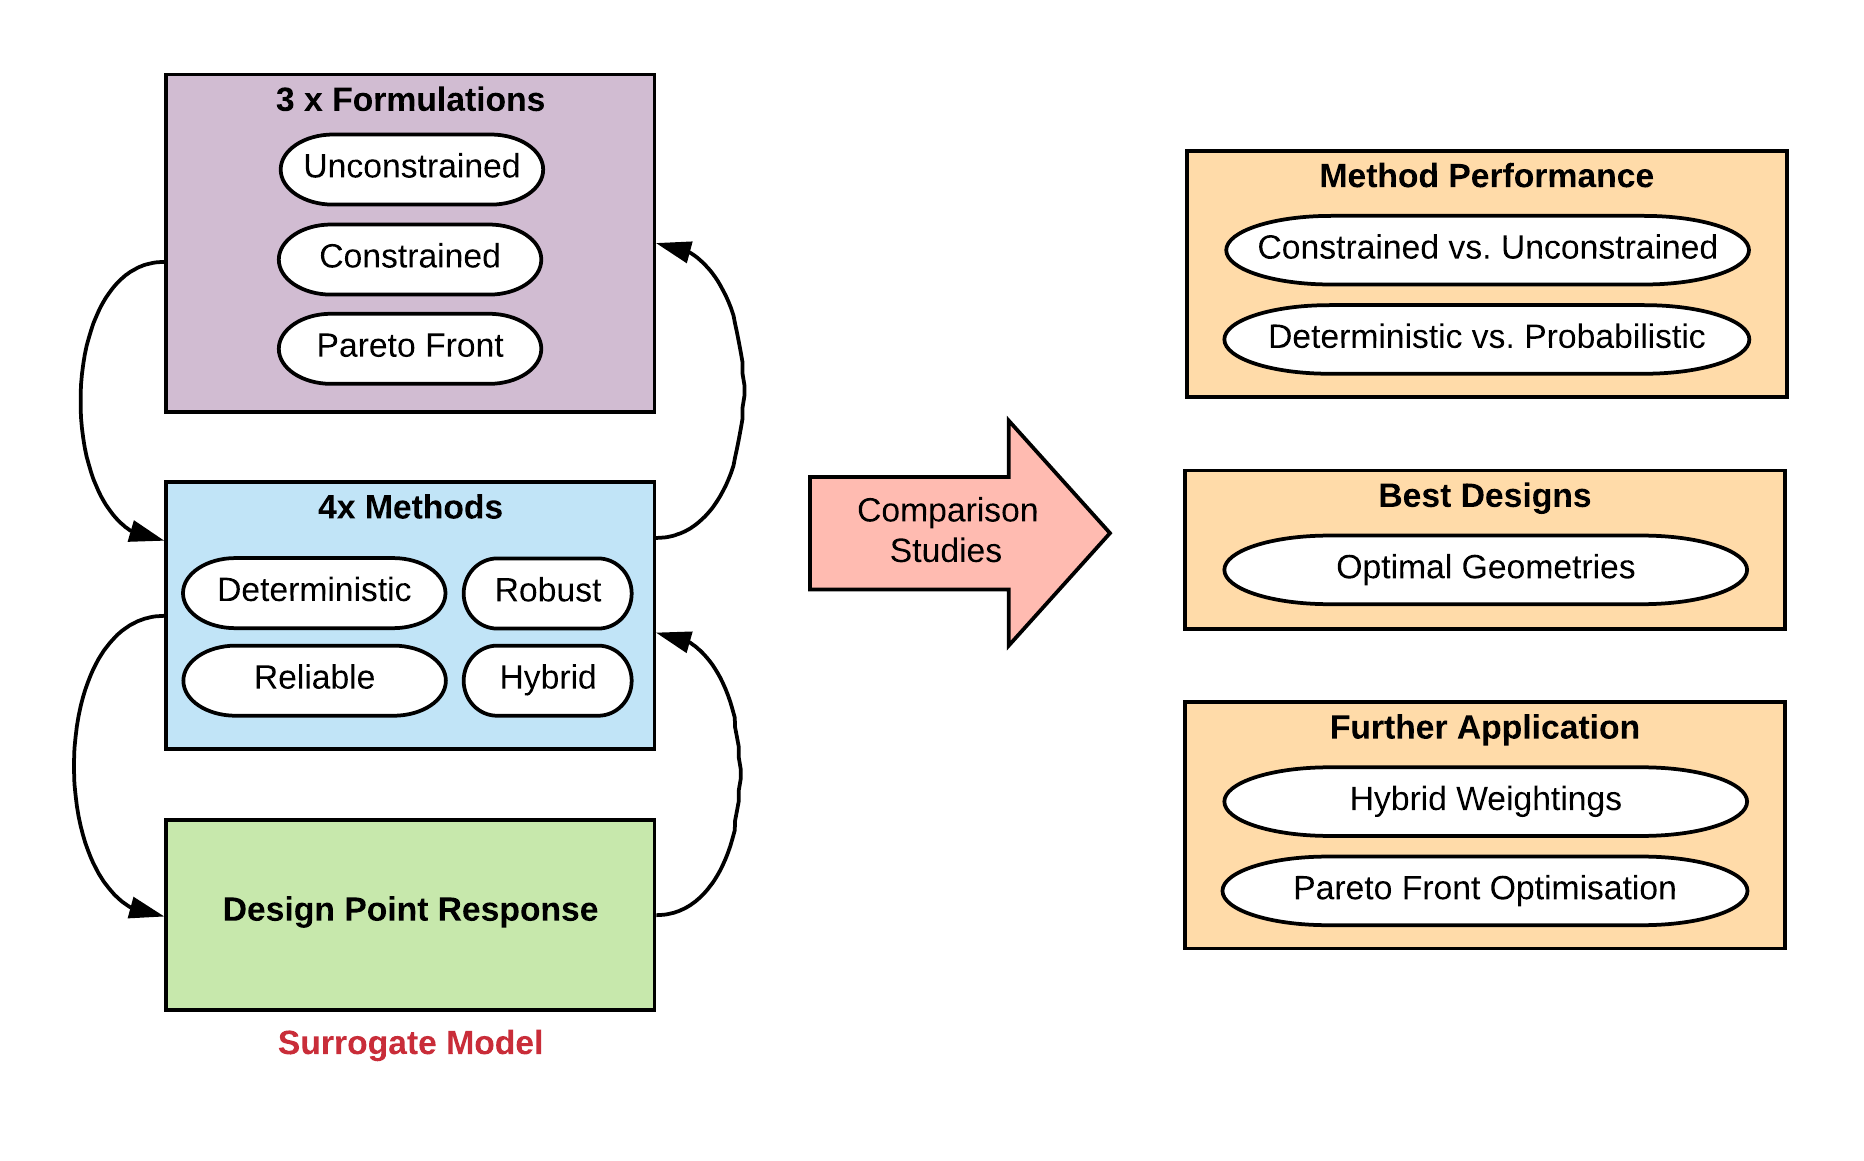 3 x Formulations
Unconstrained
Constrained
Pareto Front
4x Methods
Deterministic
Robust
Reliable
Hybrid
Design Point Response
Surrogate Model
Comparison
Studies
Method Performance
Constrained vs. Unconstrained
Deterministic vs. Probabilistic
Best Designs
Optimal Geometries
Further Application
Hybrid Weightings
Pareto Front Optimisation